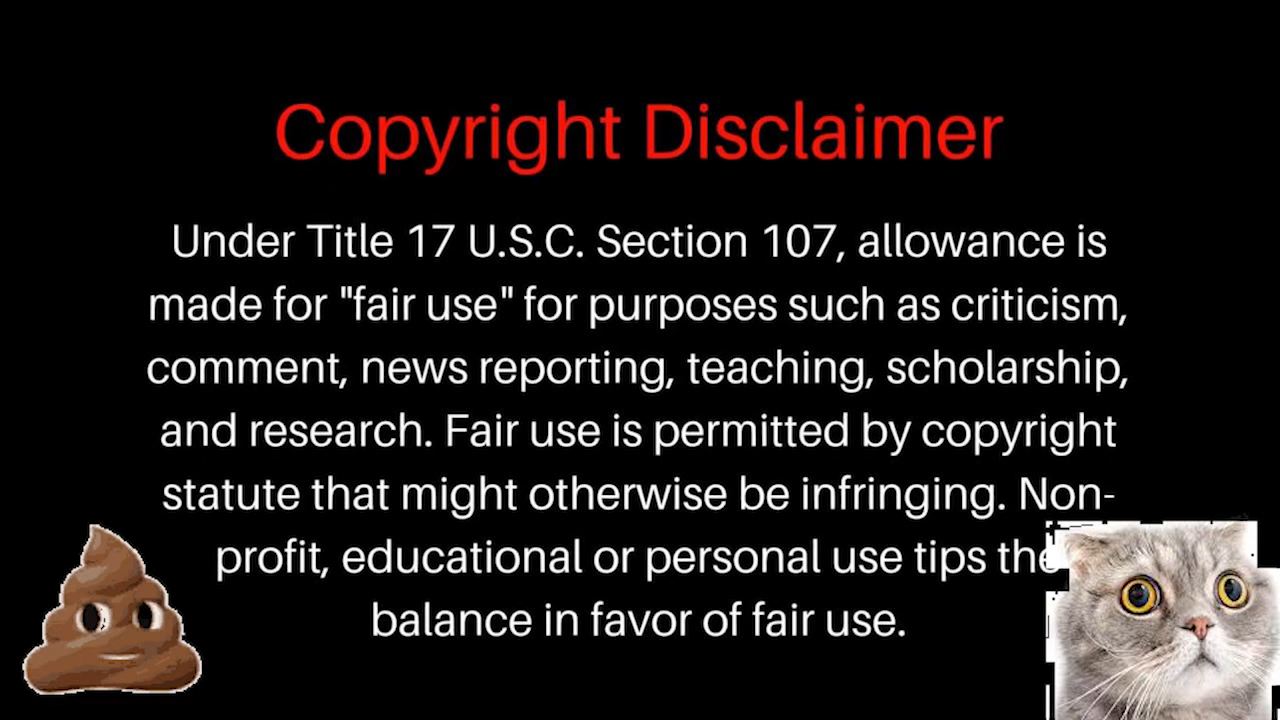 Copyright Disclaimer
Under Title 17 U.S.C. Section 107, allowance is
made for "fair use" for purposes such as criticism,
comment, news reporting, teaching, scholarship,
and research. Fair use is permitted by copyright
statute that might otherwise be infringing. Non-
profit, educational or personal use tips the
balance in favor of fair use.